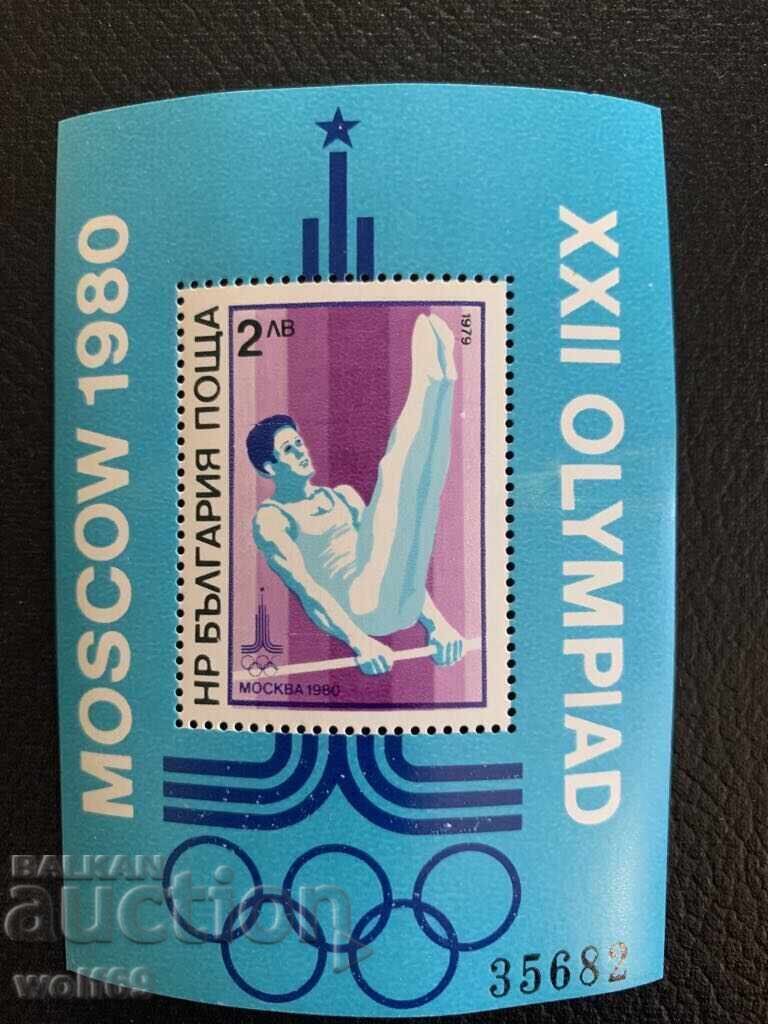 MOSCOW 1980
XXII OLYMPIAD
2 ЛВ
1979
НР БЪЛГАРИЯ ПОЩА
МОСКВА 1980
35682
BALKAN
auction
wolf69